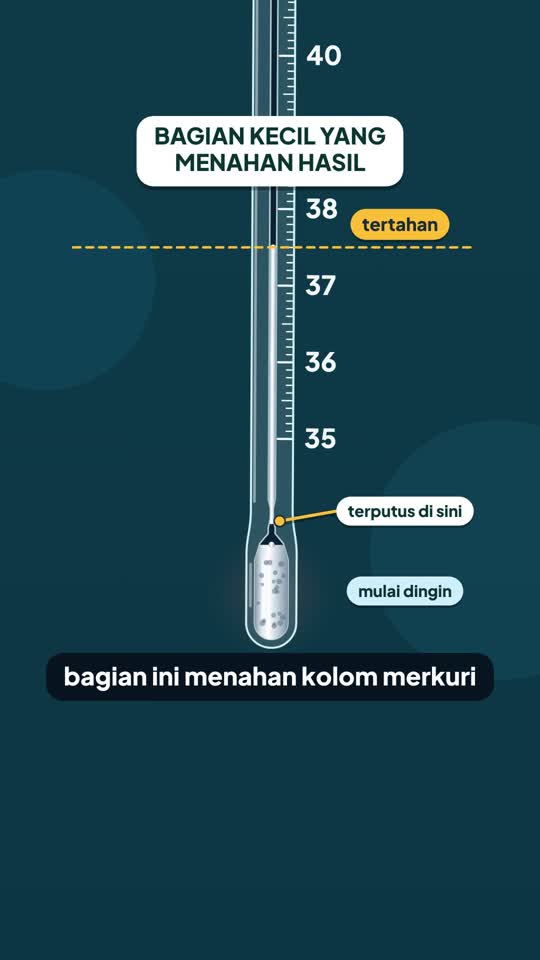 40
BAGIAN KECIL YANG
MENAHAN HASIL
38
tertahan
37
36
35
terputus di sini
mulai dingin
bagian ini menahan kolom merkuri